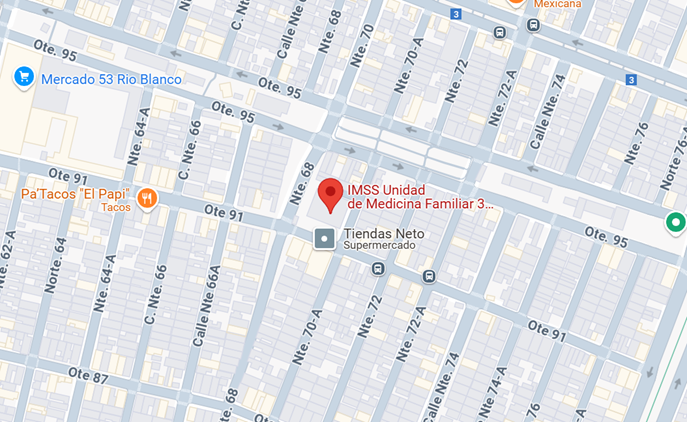 Mexicana
3
Ote. 95
C. Nte.
Calle Nte
Nte. 68
Nte. 70-A
Nte. 72
Nte. 72-A
Calle Nte. 74
3
Mercado 53 Rio Blanco
Ote. 95
Ote. 95
Nte. 76
Norte 76-A
Nte. 64-A
C. Nte. 66
Nte. 68
IMSS Unidad
de Medicina Familiar 3...
Ote 91
Pa'Tacos "El Papi"
Tacos
Ote 91
Tiendas Neto
Supermercado
Ote. 95
Nte. 62-A
Norte 64
Nte. 64-A
C. Nte. 66
Calle Nte 66A
Nte. 70-A
Nte. 72
Nte. 72-A
Ote 91
Ote 87
Nte. 68
Calle Nte. 74
Nte. 74-A
76